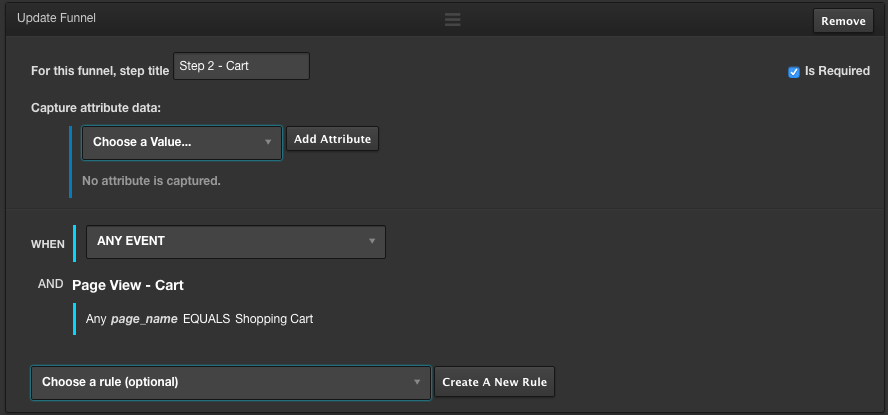 Update Funnel
Remove
For this funnel, step title Step 2 - Cart
Is Required
Capture attribute data:
Choose a Value... Add Attribute
No attribute is captured.
WHEN ANY EVENT
AND Page View - Cart
Any page_name EQUALS Shopping Cart
Choose a rule (optional) Create A New Rule